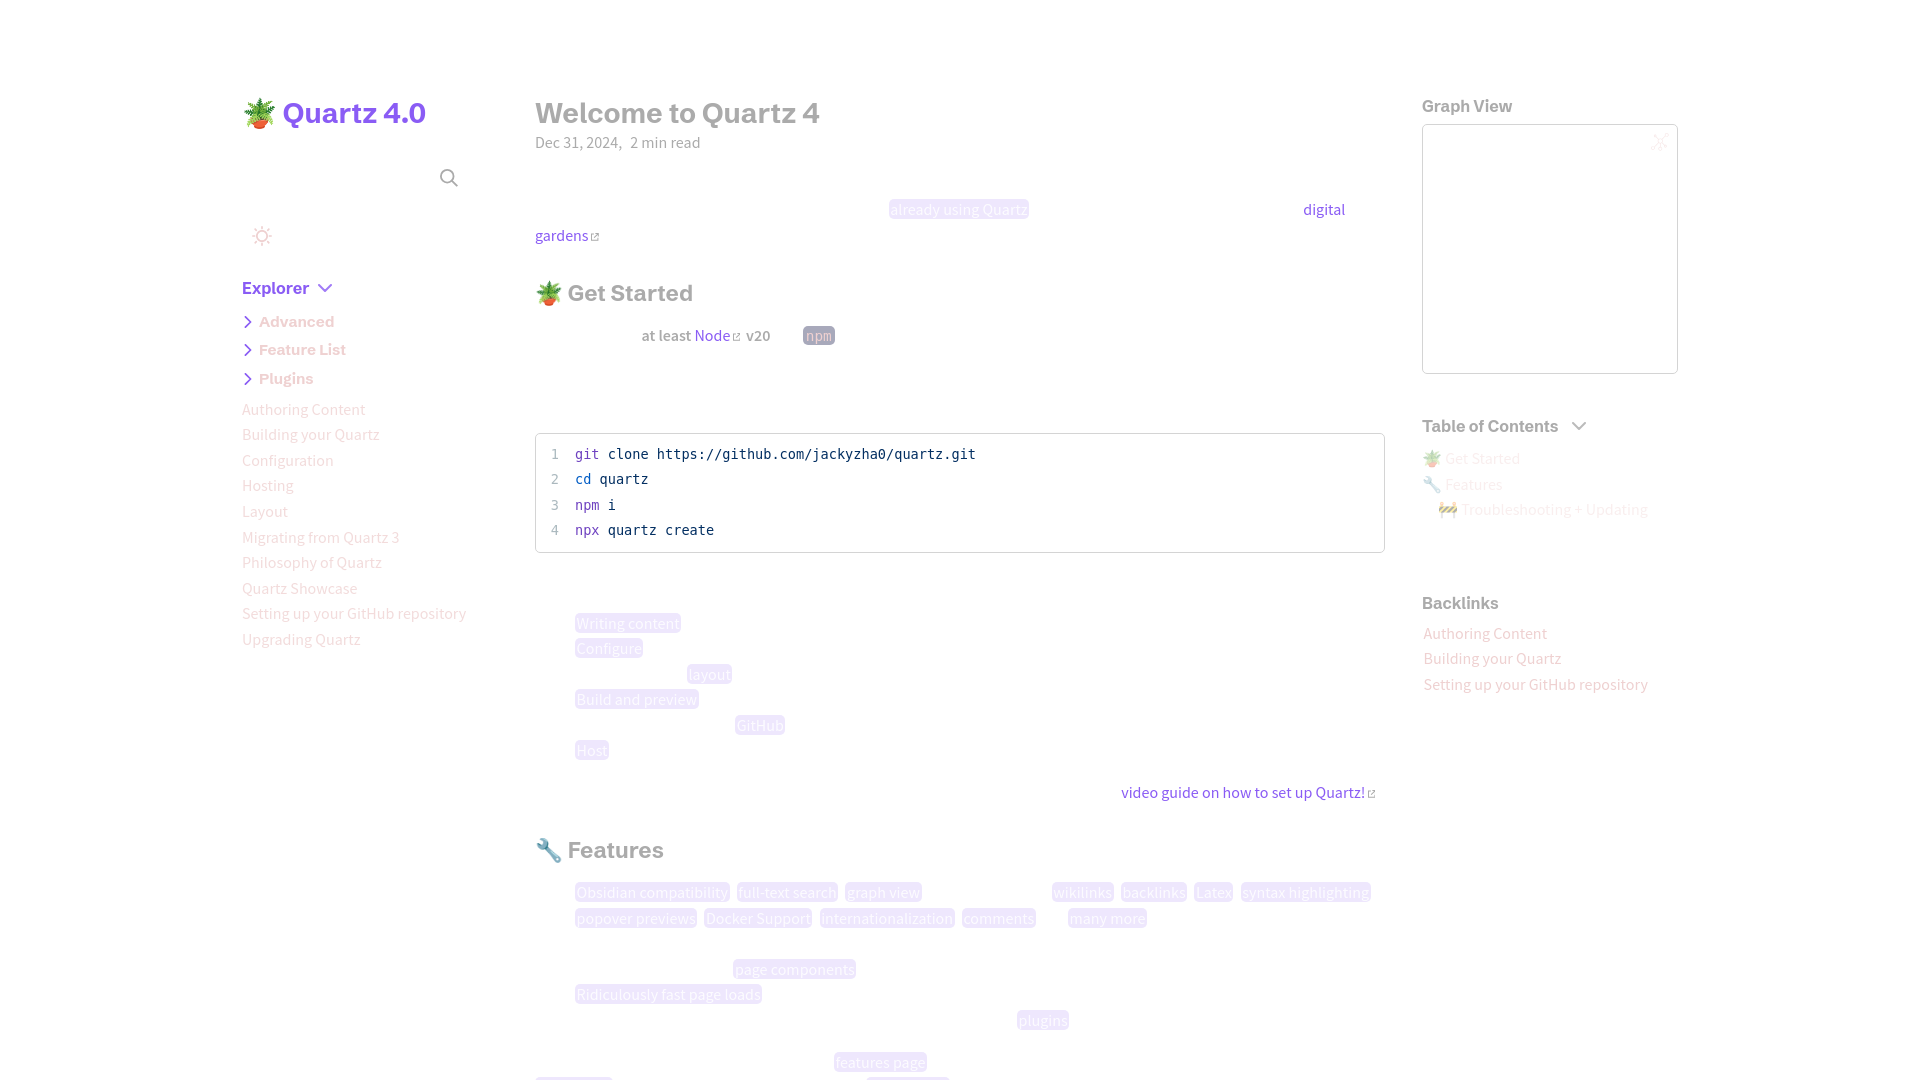 🪴 Quartz 4.0
Explorer
Advanced
Feature List
Plugins
Authoring Content
Building your Quartz
Configuration
Hosting
Layout
Migrating from Quartz 3
Philosophy of Quartz
Quartz Showcase
Setting up your GitHub repository
Upgrading Quartz
Welcome to Quartz 4
Dec 31, 2024, 2 min read
already using Quartz digital
gardens
🪴 Get Started
at least Node v20 npm
1 git clone https://github.com/jackyzha0/quartz.git
2 cd quartz
3 npm i
4 npx quartz create
Writing content
Configure
layout
Build and preview
GitHub
Host
video guide on how to set up Quartz!
🔧 Features
Obsidian compatibility full-text search graph view wikilinks backlinks Latex syntax highlighting
popover previews Docker Support internationalization comments many more
page components
Ridiculously fast page loads
plugins
features page
Graph View
Table of Contents
🪴 Get Started
🔧 Features
🚧 Troubleshooting + Updating
Backlinks
Authoring Content
Building your Quartz
Setting up your GitHub repository